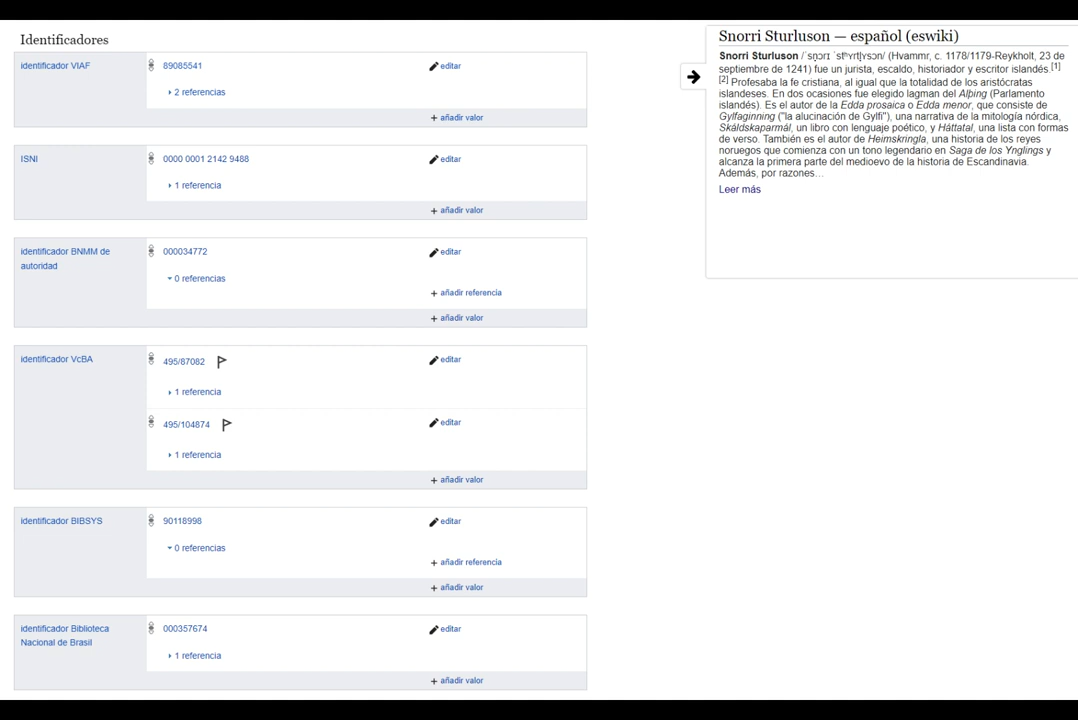 Identificadores
identificador VIAF
89085541
editar
2 referencias
+ añadir valor
ISNI
0000 0001 2142 9488
editar
1 referencia
+ añadir valor
identificador BNMM de
autoridad
000034772
editar
0 referencias
+ añadir referencia
+ añadir valor
identificador VcBA
495/87082
editar
1 referencia
495/104874
editar
1 referencia
+ añadir valor
identificador BIBSYS
90118998
editar
0 referencias
+ añadir referencia
+ añadir valor
identificador Biblioteca
Nacional de Brasil
000357674
editar
1 referencia
+ añadir valor
Snorri Sturluson — español (eswiki)
Snorri Sturluson /ˈsn̥ɔrɪ ˈstʰʏrtl̥ʏsɔn/ (Hvammr, c. 1178/1179-Reykholt, 23 de
septiembre de 1241) fue un jurista, escaldo, historiador y escritor islandés.[1]
[2] Profesaba la fe cristiana, al igual que la totalidad de los aristócratas
islandeses. En dos ocasiones fue elegido lagman del Alþing (Parlamento
islandés). Es el autor de la Edda prosaica o Edda menor, que consiste de
Gylfaginning ("la alucinación de Gylfi"), una narrativa de la mitología nórdica,
Skáldskaparmál, un libro con lenguaje poético, y Háttatal, una lista con formas
de verso. También es el autor de Heimskringla, una historia de los reyes
noruegos que comienza con un tono legendario en Saga de los Ynglings y
alcanza la primera parte del medioevo de la historia de Escandinavia.
Además, por razones…
Leer más